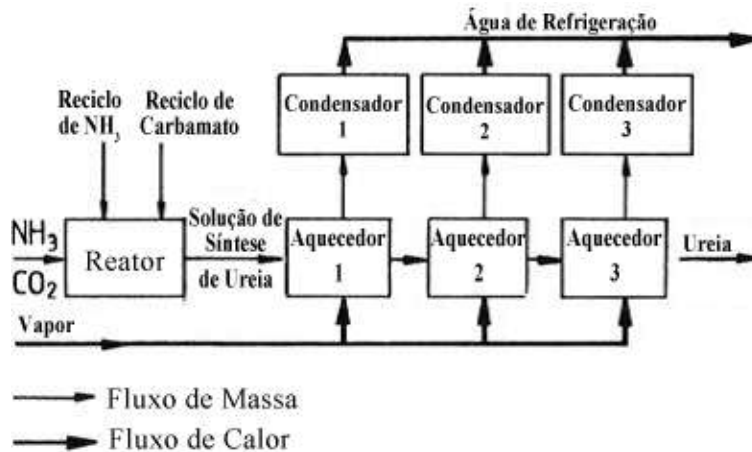 Água de Refrigeração
Reciclo
de NH₃
Reciclo de
Carbamato
Condensador
1
Condensador
2
Condensador
3
NH₃
CO₂
Reator
Solução de
Síntese
de Ureia
Aquecedor
1
Aquecedor
2
Aquecedor
3
Ureia
Vapor
Fluxo de Massa
Fluxo de Calor